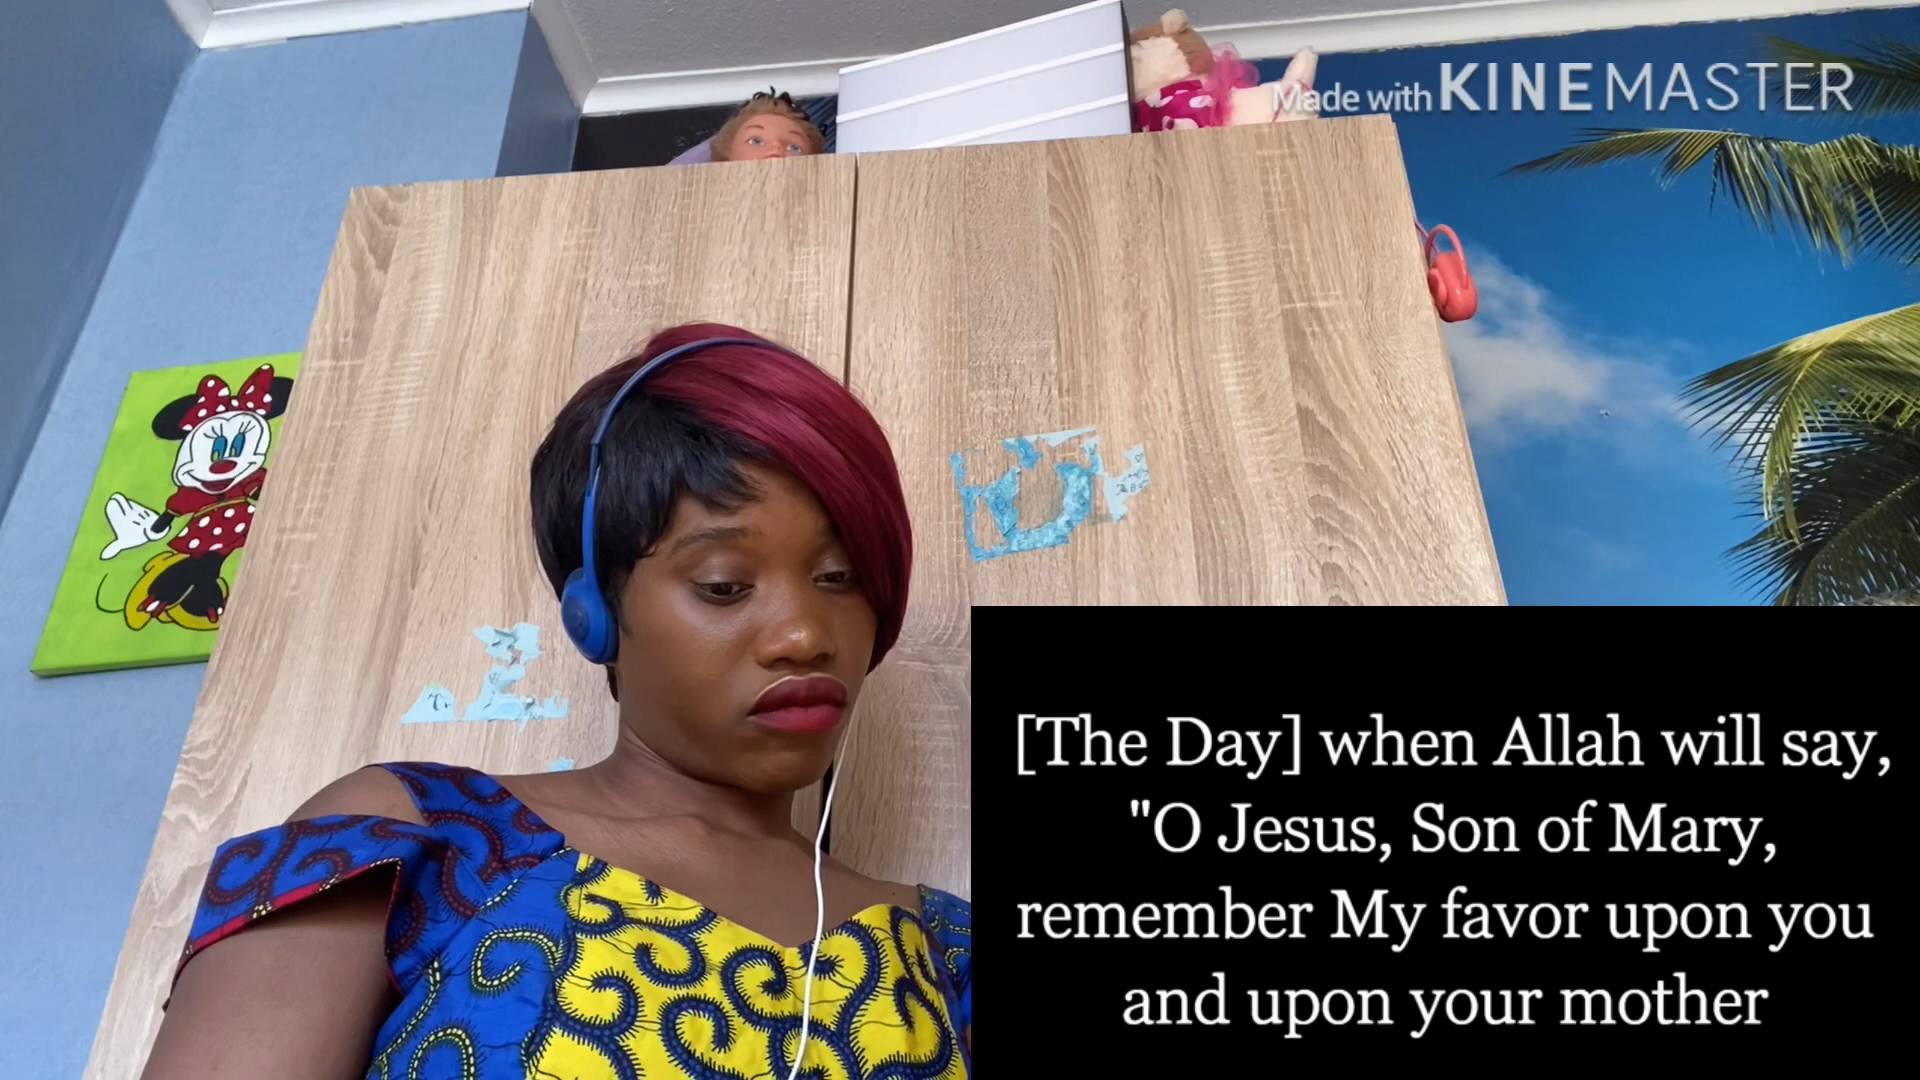 Made with KINEMASTER
[The Day] when Allah will say,
"O Jesus, Son of Mary,
remember My favor upon you
and upon your mother